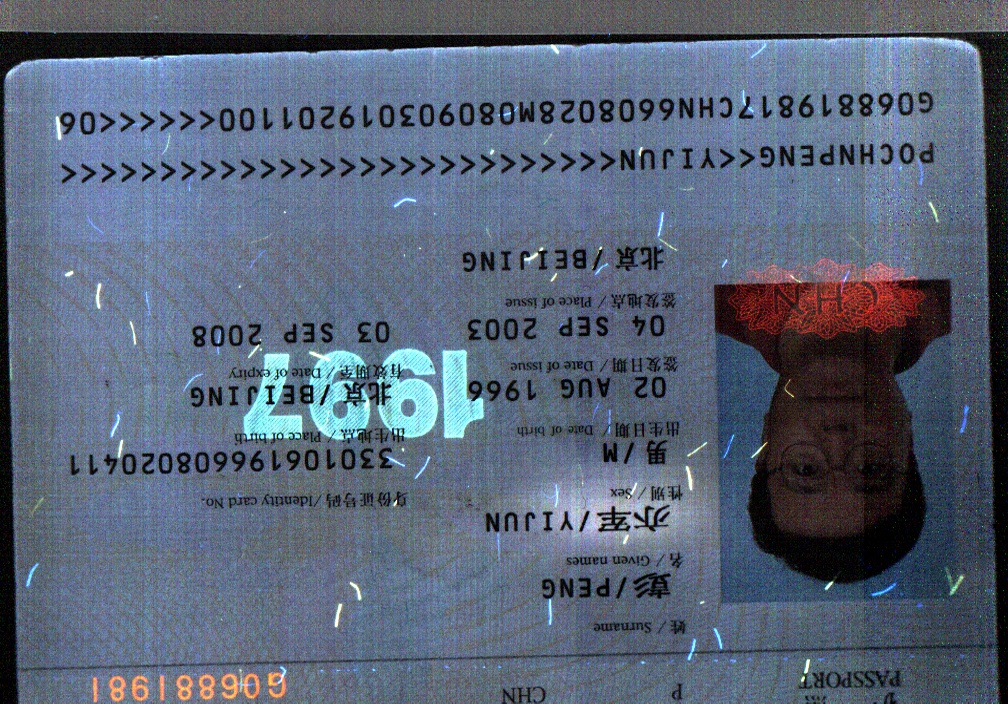 PASSPORT P CHN G06881981
姓 / Surname
彭/PENG
名 / Given names
亦军/YIJUN
性别 / Sex 身份证号码 /Identity card No.
男/M 330106196608020411
出生日期 / Date of birth 出生地点 / Place of birth
02 AUG 1966 北京/BEIJING
签发日期 / Date of issue 有效期至 / Date of expiry
04 SEP 2003 03 SEP 2008
签发地点 / Place of issue
北京/BEIJING
1997
CHN
POCHNPENG<<YIJUN<<<<<<<<<<<<<<<<<<<<<<<<<<<<
G068819817CHN6608028M080903019201100<<<<<<06